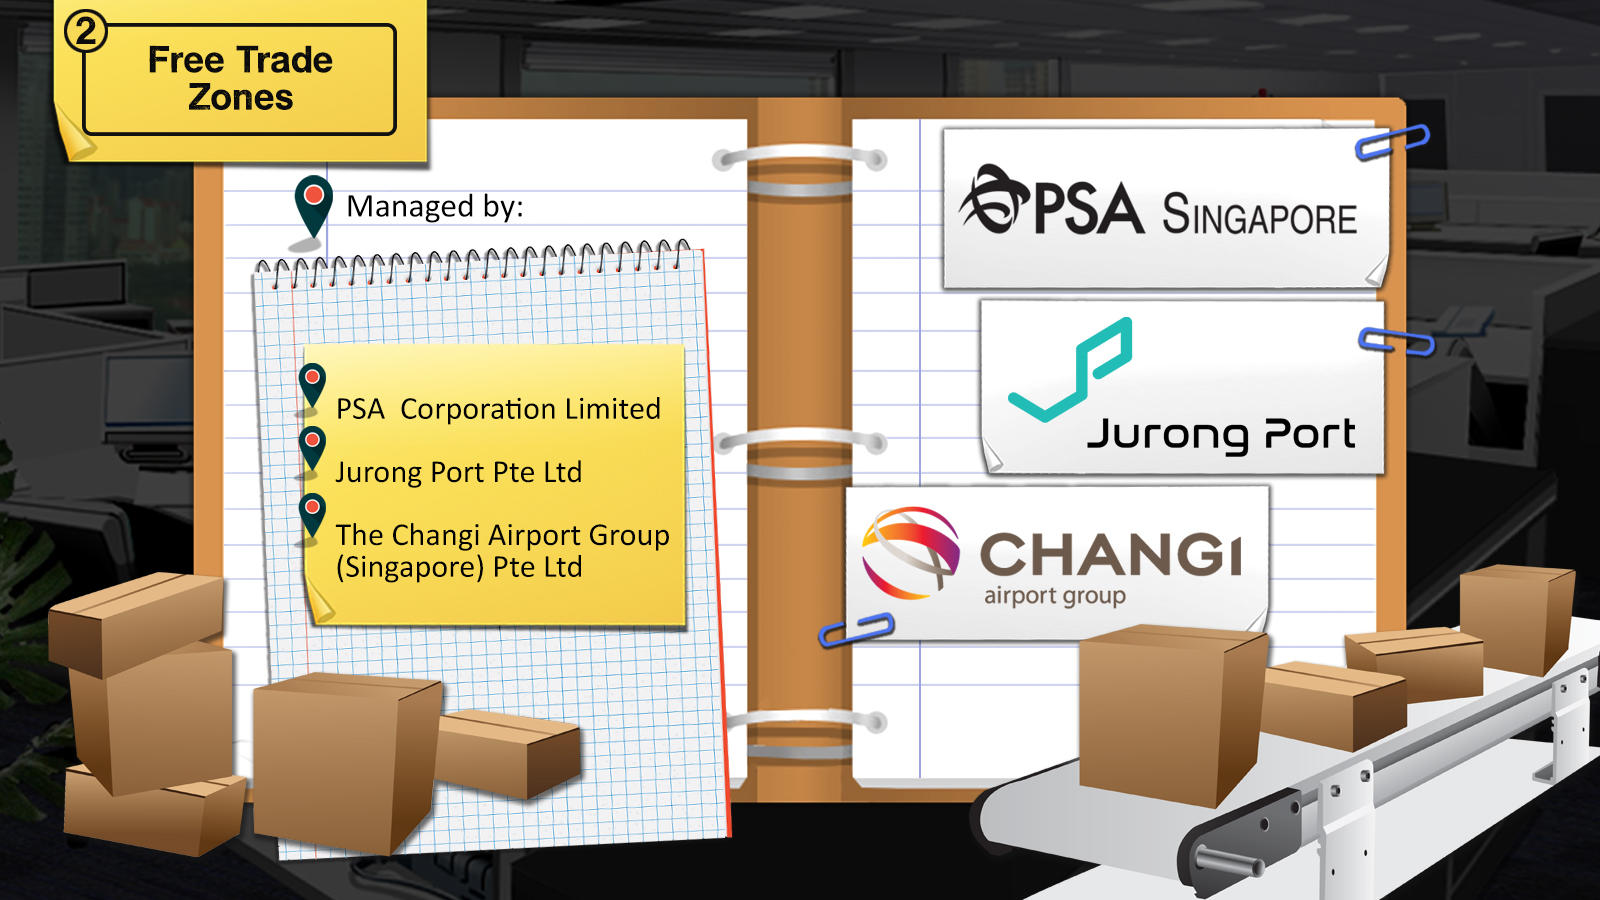 2
Free Trade
Zones
Managed by:
PSA Corporation Limited
Jurong Port Pte Ltd
The Changi Airport Group
(Singapore) Pte Ltd
PSA SINGAPORE
Jurong Port
CHANGI
airport group